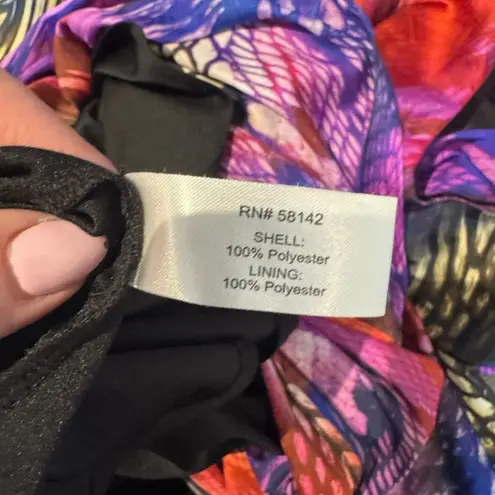 RN# 58142
SHELL:
100% Polyester
LINING:
100% Polyester